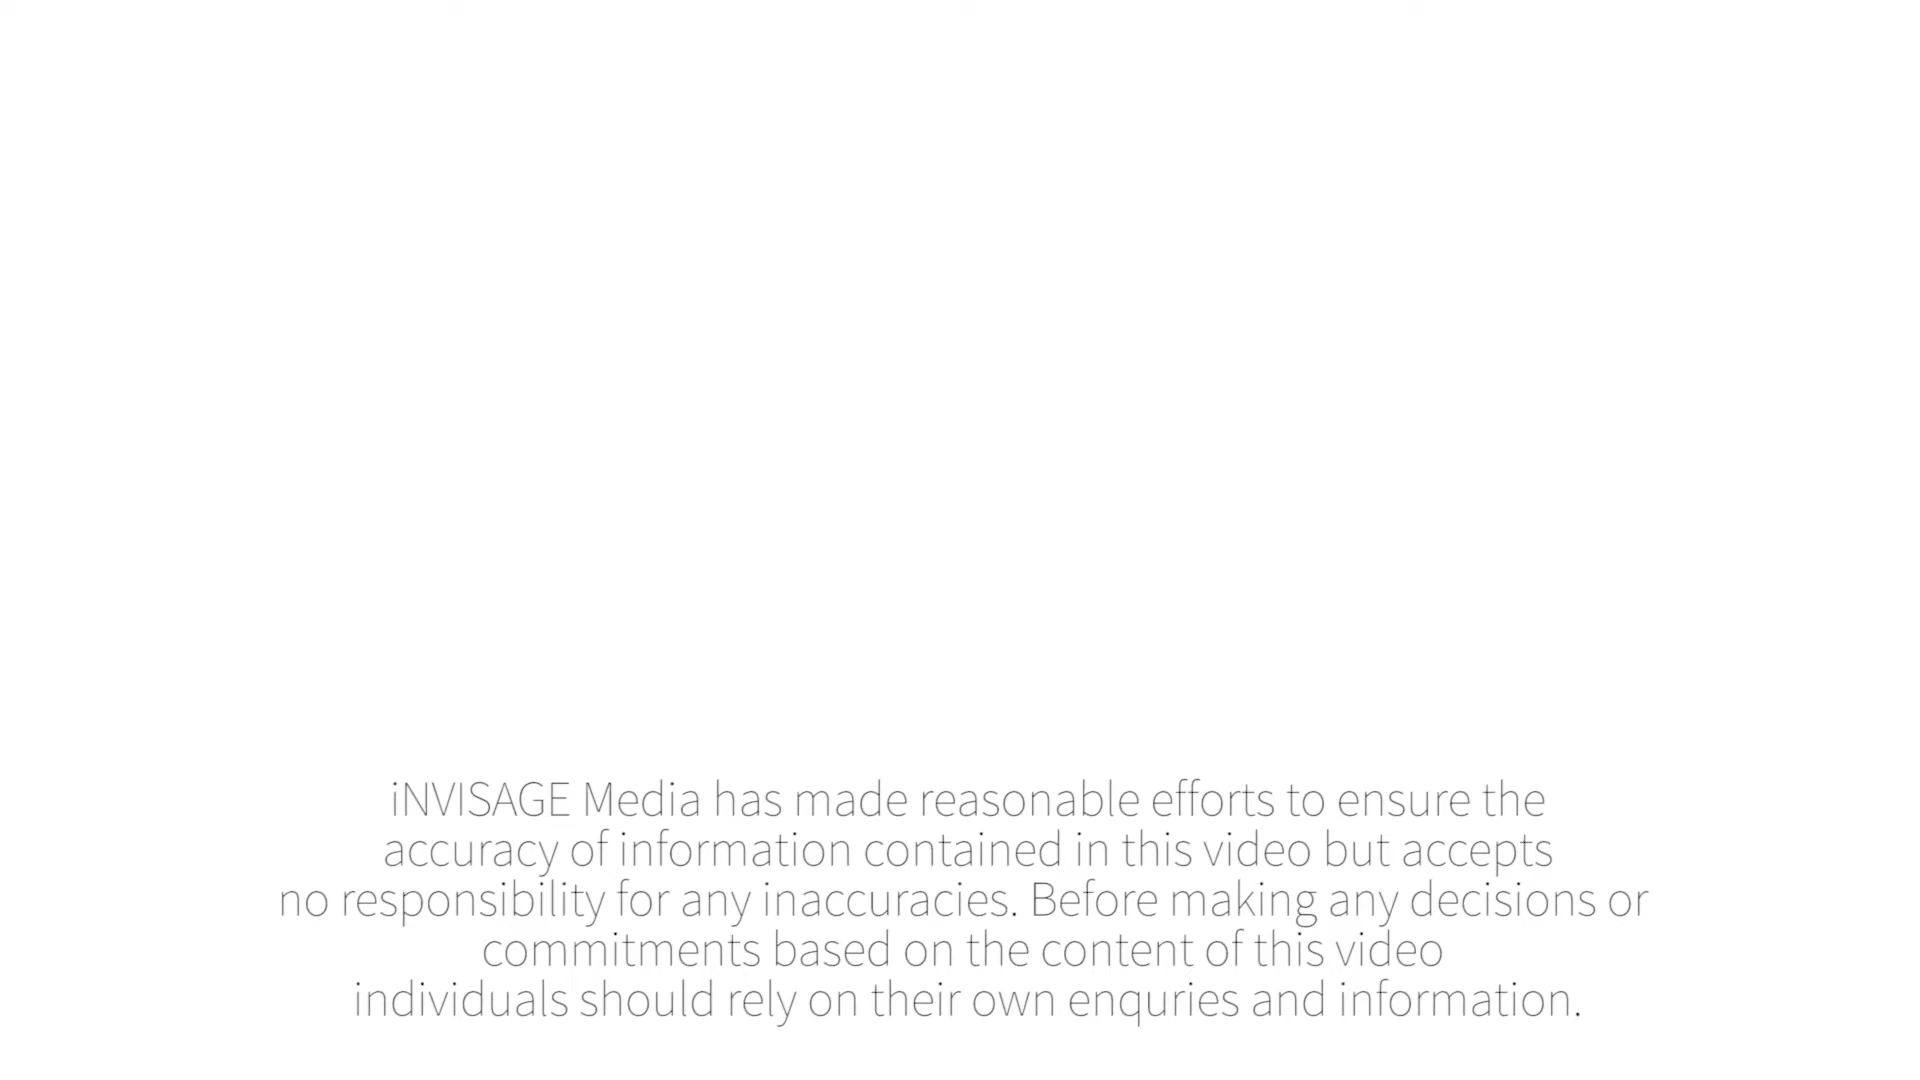 iNVISAGE Media has made reasonable efforts to ensure the
accuracy of information contained in this video but accepts
no responsibility for any inaccuracies. Before making any decisions or
commitments based on the content of this video
individuals should rely on their own enquries and information.